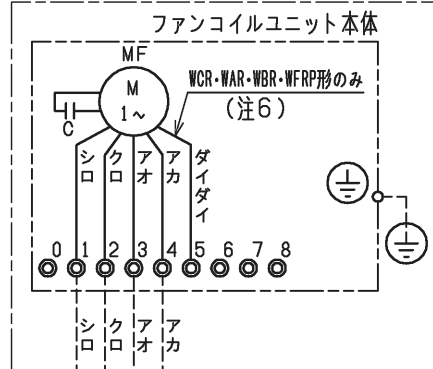 ファンコイルユニット本体
MF
M
1~
C
WCR・WAR・WBR・WFRP形のみ
(注6)
シロ
クロ
アオ
アカ
ダイダイ
0 1 2 3 4 5 6 7 8
シロ
クロ
アオ
アカ